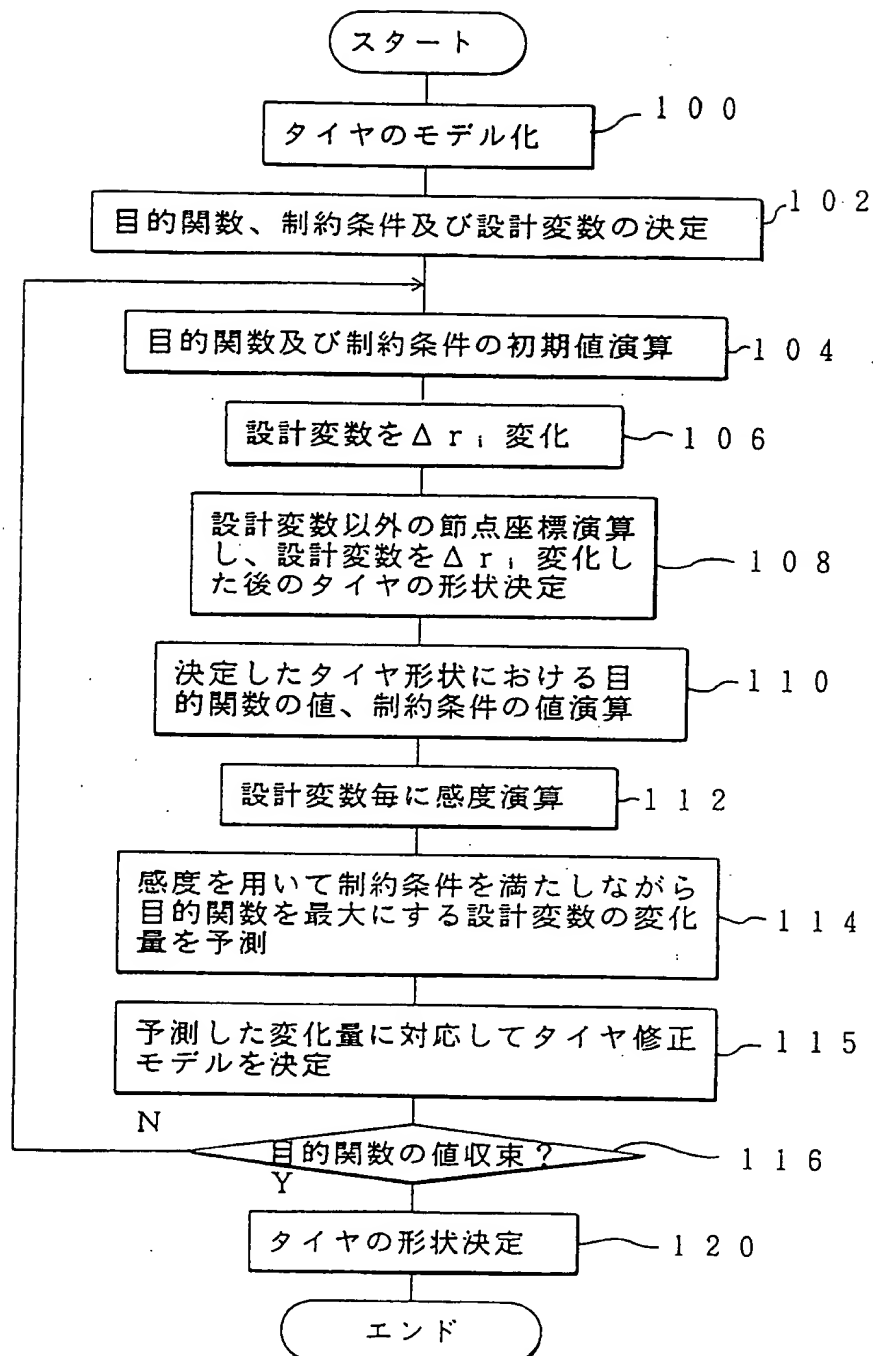 スタート
タイヤのモデル化
100
目的関数、制約条件及び設計変数の決定
102
目的関数及び制約条件の初期値演算
104
設計変数をΔri変化
106
設計変数以外の節点座標演算
し、設計変数をΔri変化し
た後のタイヤの形状決定
108
決定したタイヤ形状における目
的関数の値、制約条件の値演算
110
設計変数毎に感度演算
112
感度を用いて制約条件を満たしながら
目的関数を最大にする設計変数の変化
量を予測
114
予測した変化量に対応してタイヤ修正
モデルを決定
115
N
目的関数の値収束?
116
Y
タイヤの形状決定
120
エンド